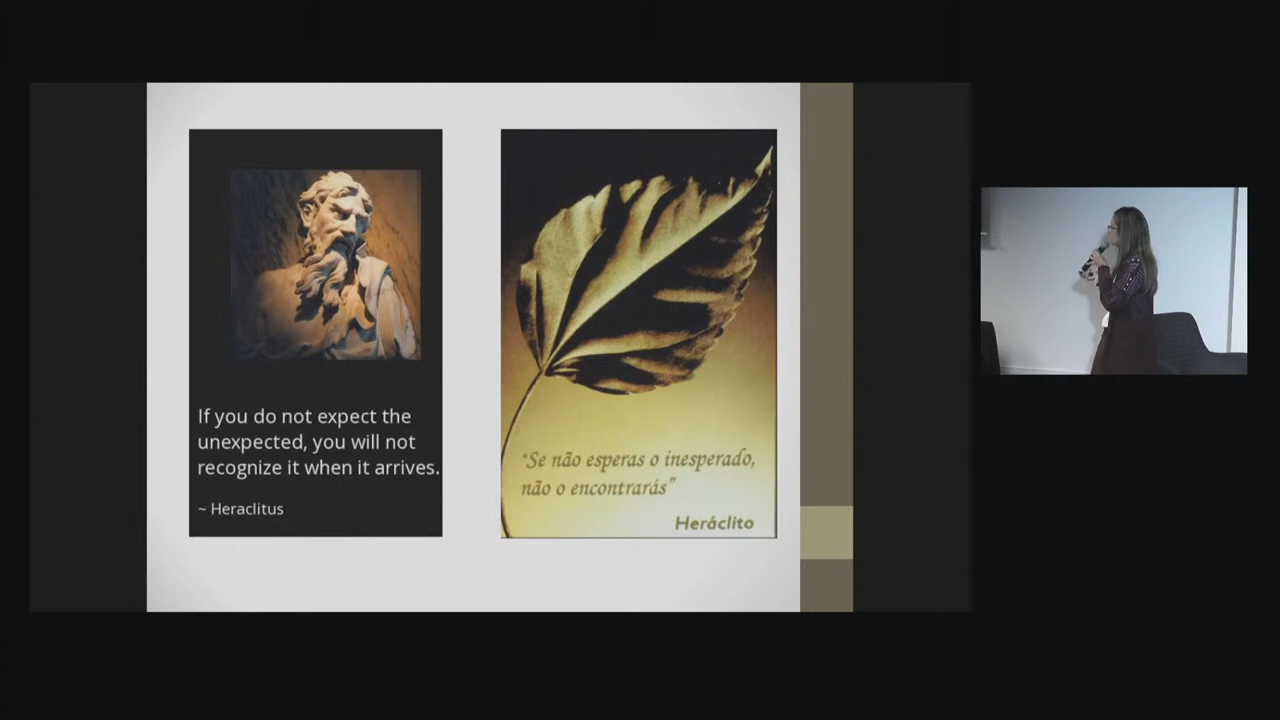 If you do not expect the
unexpected, you will not
recognize it when it arrives.
~ Heraclitus
"Se não esperas o inesperado,
não o encontrarás"
Heráclito